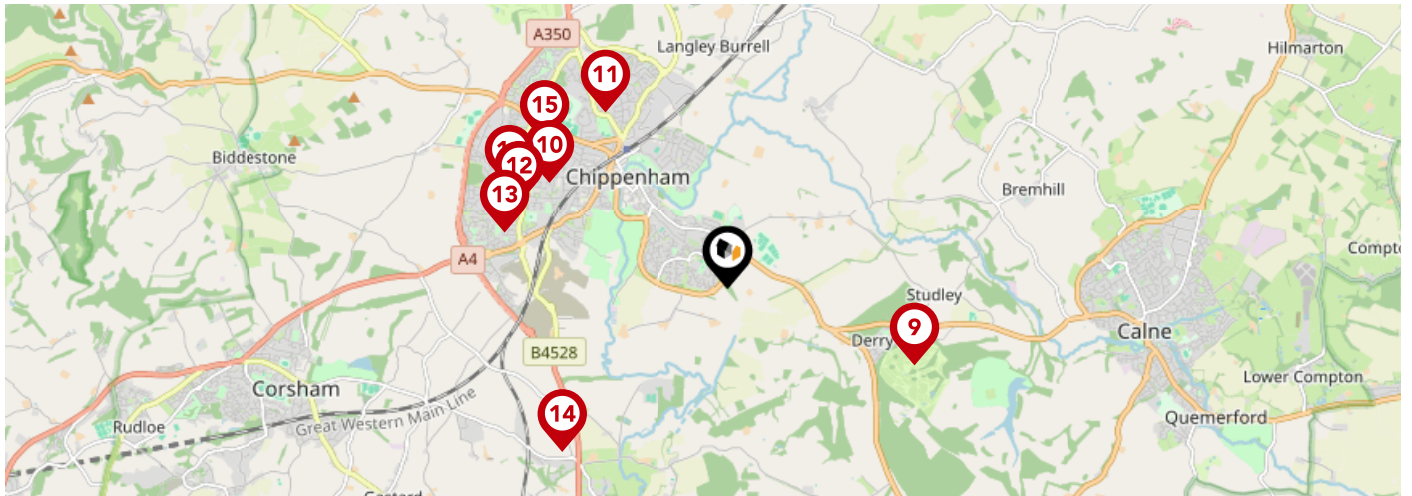 A350
Langley Burrell
Hilmarton
11
15
Biddestone
10
12
13
Chippenham
Bremhill
A4
Studley
9
Derry
Calne
B4528
Corsham
Great Western Main Line
Lower Compton
Rudloe
14
Quemerford